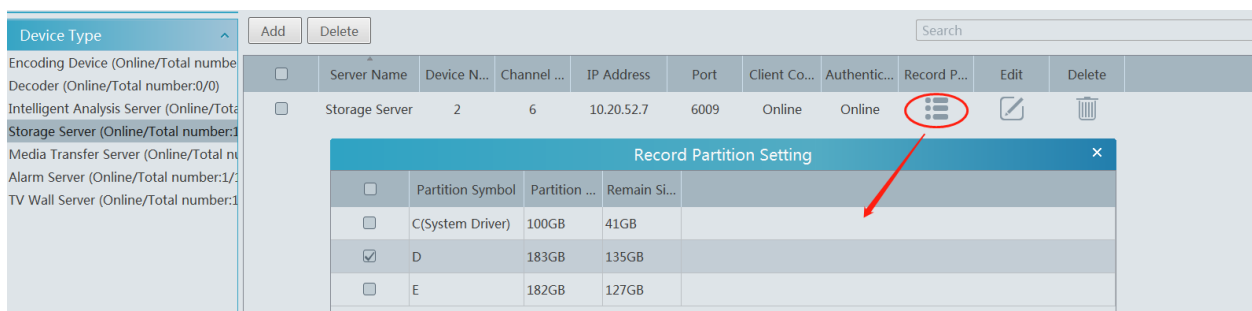 Device Type
Encoding Device (Online/Total numbe
Decoder (Online/Total number:0/0)
Intelligent Analysis Server (Online/Tota
Storage Server (Online/Total number:1
Media Transfer Server (Online/Total nu
Alarm Server (Online/Total number:1/1
TV Wall Server (Online/Total number:1
Add Delete Search
Server Name Device N... Channel ... IP Address Port Client Co... Authentic... Record P... Edit Delete
Storage Server 2 6 10.20.52.7 6009 Online Online
Record Partition Setting
Partition Symbol Partition ... Remain Si...
C(System Driver) 100GB 41GB
D 183GB 135GB
E 182GB 127GB